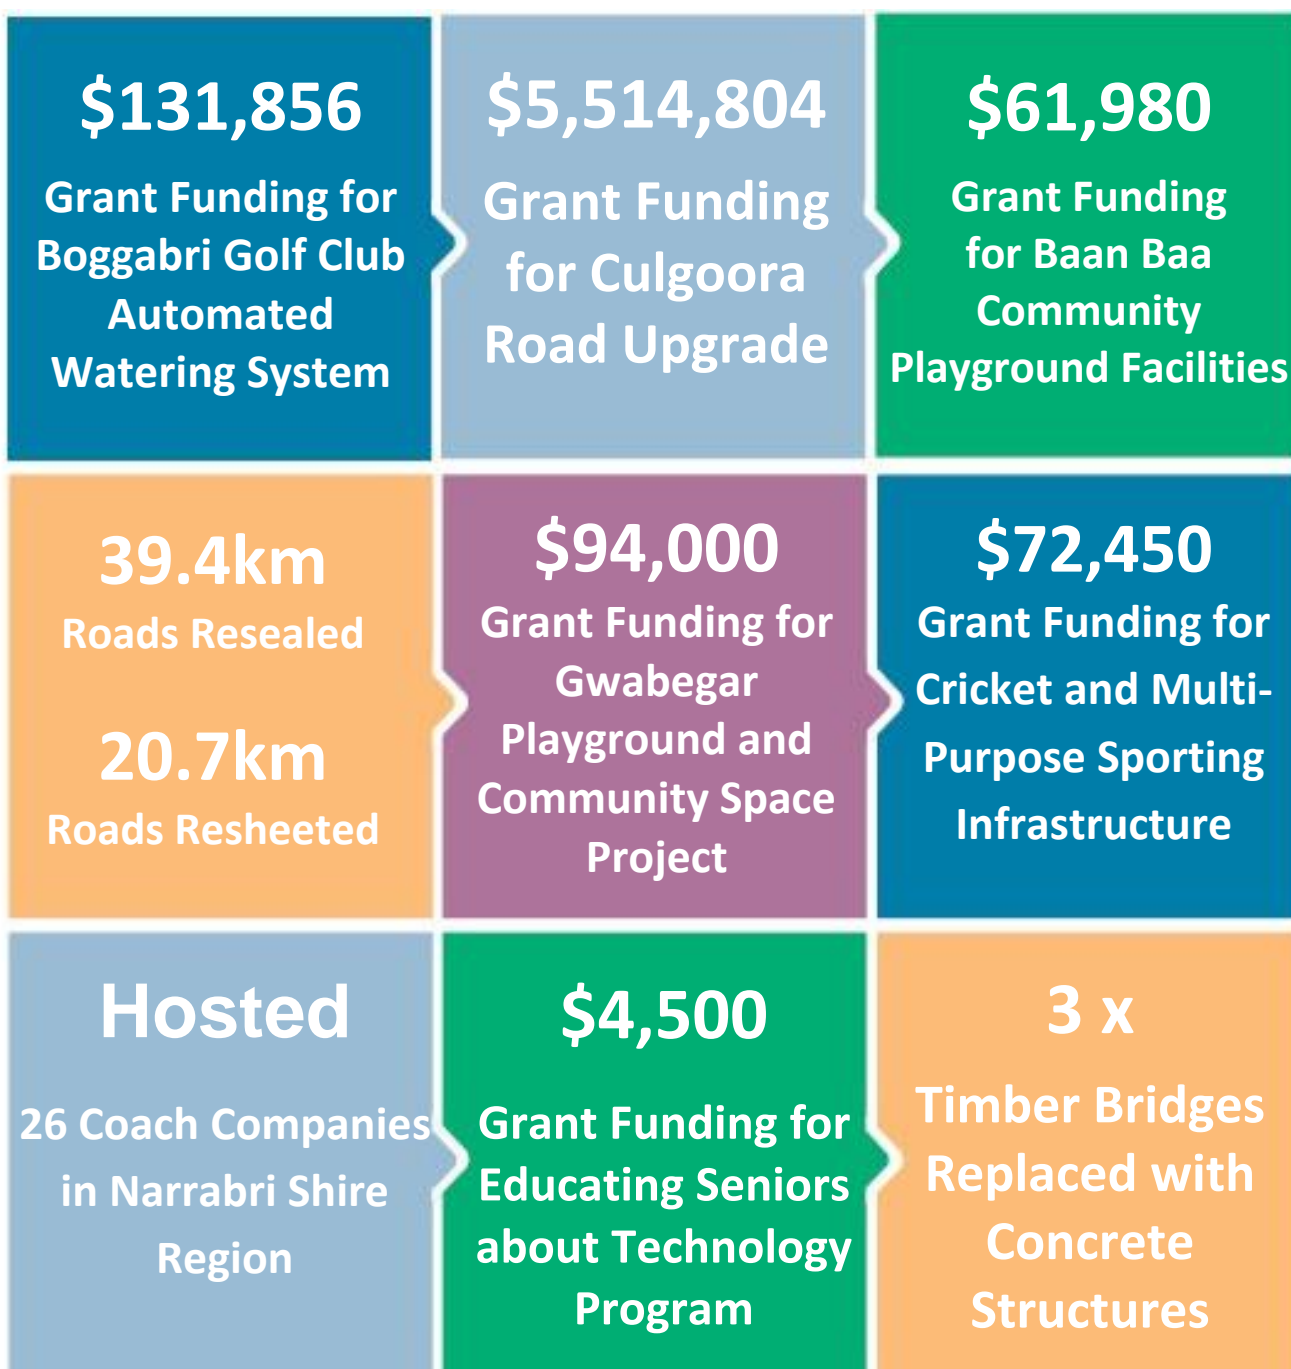 $131,856
Grant Funding for
Boggabri Golf Club
Automated
Watering System
$5,514,804
Grant Funding
for Culgoora
Road Upgrade
$61,980
Grant Funding
for Baan Baa
Community
Playground Facilities
39.4km
Roads Resealed
20.7km
Roads Resheeted
$94,000
Grant Funding for
Gwabegar
Playground and
Community Space
Project
$72,450
Grant Funding for
Cricket and Multi-
Purpose Sporting
Infrastructure
Hosted
26 Coach Companies
in Narrabri Shire
Region
$4,500
Grant Funding for
Educating Seniors
about Technology
Program
3 x
Timber Bridges
Replaced with
Concrete
Structures